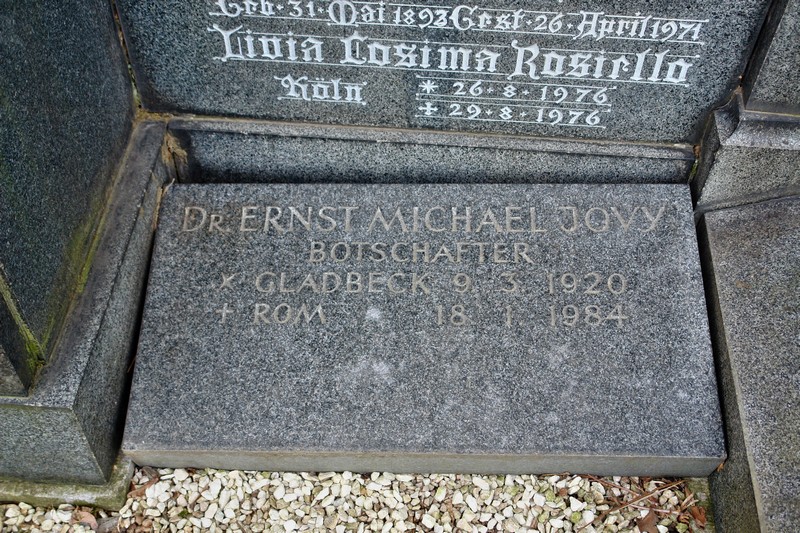 Geb. 31 Mai 1893 Gest. 26. April 1971
Livia Cosima Rosiello
Köln * 26. 8. 1976
+ 29. 8. 1976
DR. ERNST MICHAEL JOVY
BOTSCHAFTER
* GLADBECK 9. 3. 1920
+ ROM 18. 1. 1984